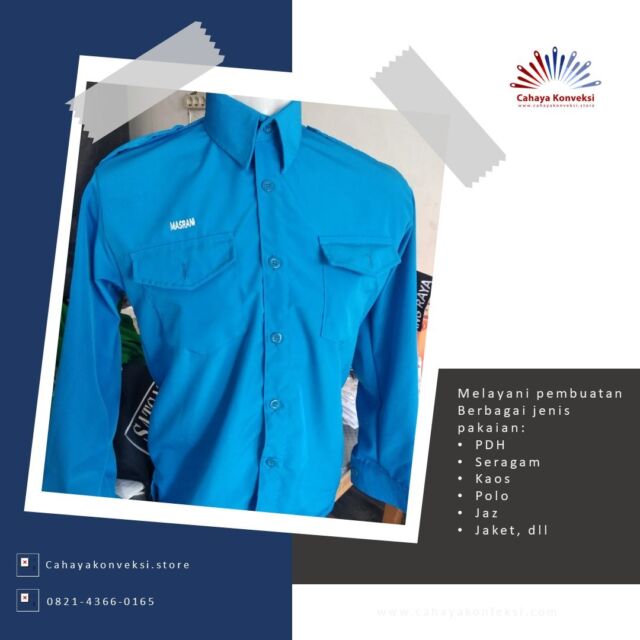 Cahaya Konveksi
www.cahayakonveksi.store
MASRANI
RAYA
Melayani pembuatan
Berbagai jenis
pakaian:
• PDH
• Seragam
• Kaos
• Polo
• Jaz
• Jaket, dll
Cahayakonveksi.store
0821-4366-0165
www.cahayakonfeksi.com